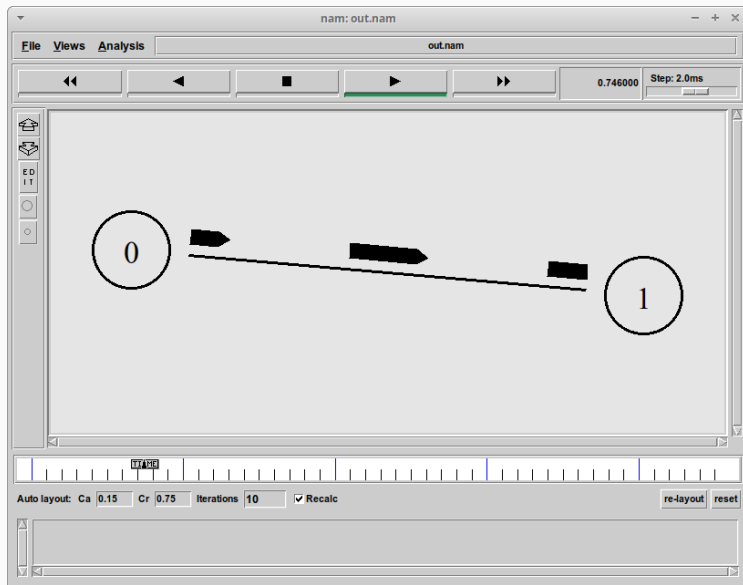 nam: out.nam
File Views Analysis out.nam
0.746000 Step: 2.0ms
E D
I T
0
1
TIME
Auto layout: Ca 0.15 Cr 0.75 Iterations 10 Recalc re-layout reset